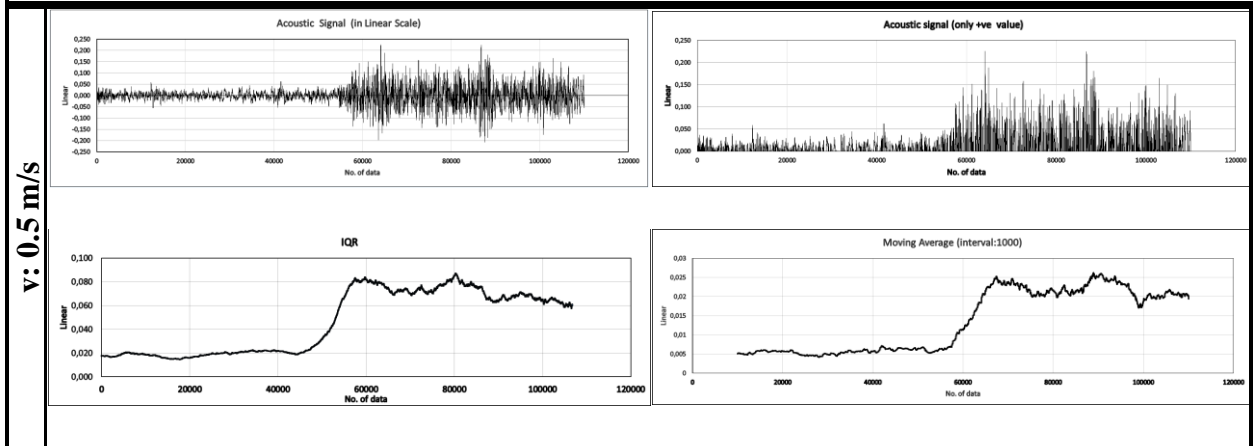 v: 0.5 m/s
Acoustic Signal (in Linear Scale)
Linear
0,250
0,200
0,150
0,100
0,050
0,000
-0,050
-0,100
-0,150
-0,200
-0,250
0 20000 40000 60000 80000 100000 120000
No. of data
Acoustic signal (only +ve value)
Linear
0,250
0,200
0,150
0,100
0,050
0,000
0 20000 40000 60000 80000 100000 120000
No. of data
IQR
Linear
0,100
0,080
0,060
0,040
0,020
0,000
0 20000 40000 60000 80000 100000 120000
No. of data
Moving Average (interval:1000)
Linear
0,03
0,025
0,02
0,015
0,01
0,005
0
0 20000 40000 60000 80000 100000 120000
No. of data